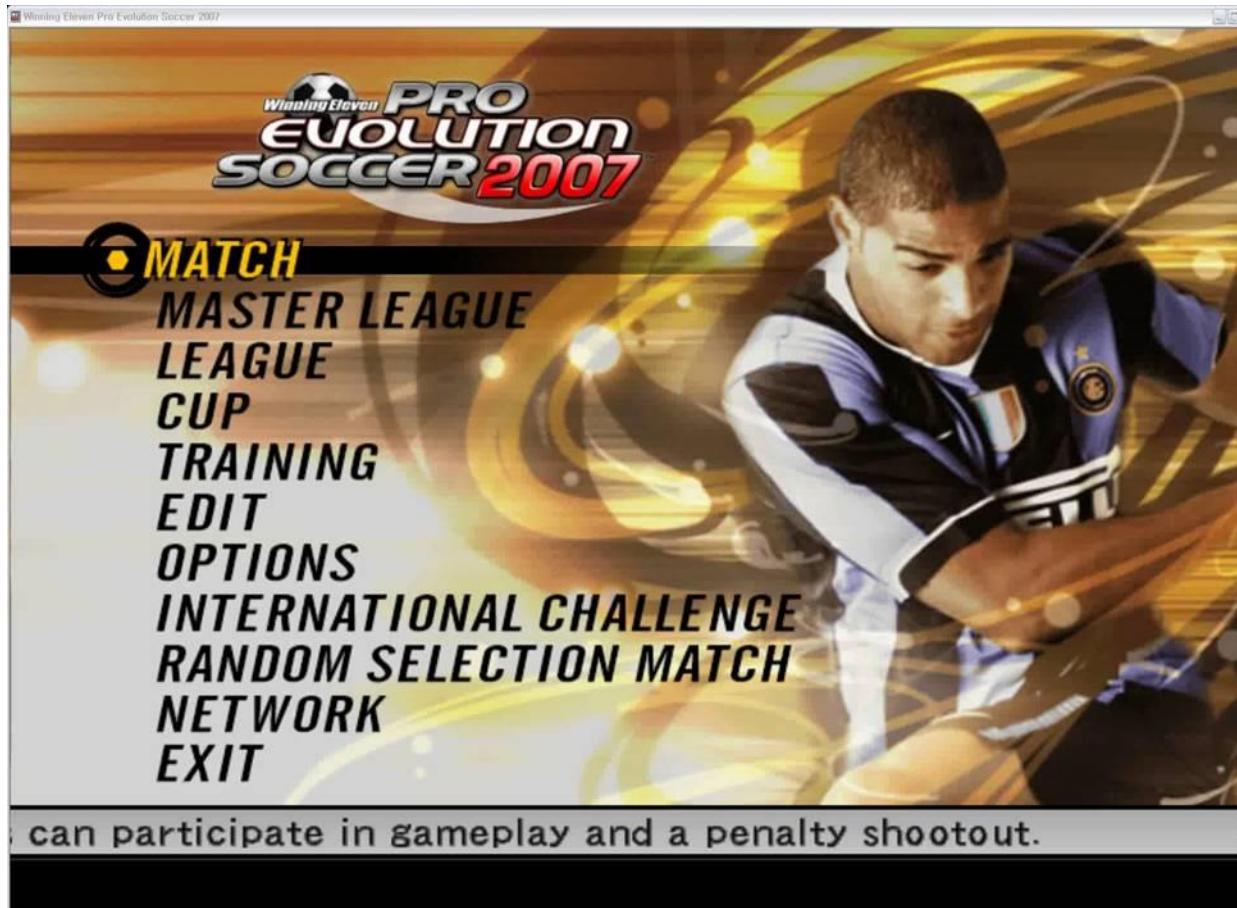 Winning Eleven Pro Evolution Soccer 2007
Winning Eleven PRO
EVOLUTION
SOCCER 2007
MATCH
MASTER LEAGUE
LEAGUE
CUP
TRAINING
EDIT
OPTIONS
INTERNATIONAL CHALLENGE
RANDOM SELECTION MATCH
NETWORK
EXIT
can participate in gameplay and a penalty shootout.